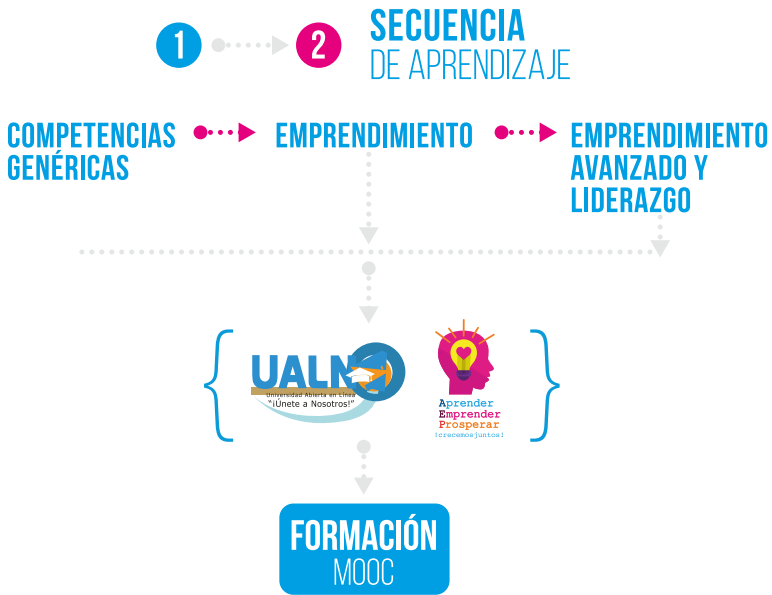 1
2
SECUENCIA
DE APRENDIZAJE
COMPETENCIAS
GENÉRICAS
EMPRENDIMIENTO
EMPRENDIMIENTO
AVANZADO Y
LIDERAZGO
UALN
Universidad Abierta en Línea
"¡Únete a Nosotros!"
Aprender
Emprender
Prosperar
¡crecemosjuntos!
FORMACIÓN
MOOC